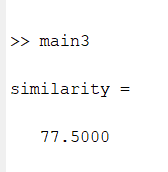 >> main3
similarity =
77.5000